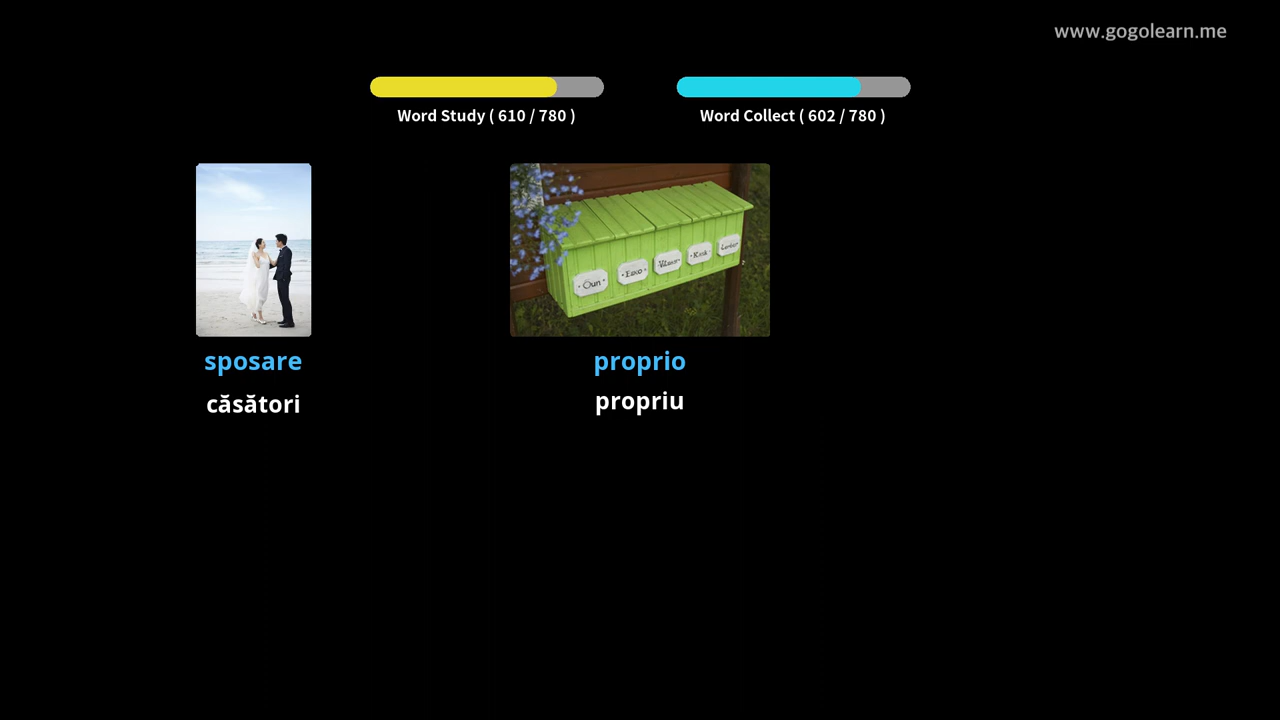 www.gogolearn.me
Word Study ( 610 / 780 )
Word Collect ( 602 / 780 )
sposare
căsători
proprio
propriu